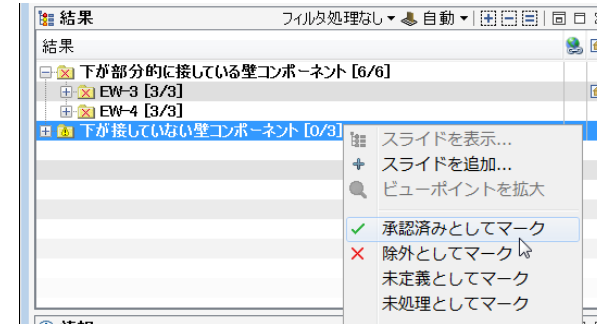 結果 フィルタ処理なし 自動
結果
下が部分的に接している壁コンポーネント [6/6]
EW-3 [3/3]
EW-4 [3/3]
下が接していない壁コンポーネント [0/3]
スライドを表示...
スライドを追加...
ビューポイントを拡大
承認済みとしてマーク
除外としてマーク
未定義としてマーク
未処理としてマーク